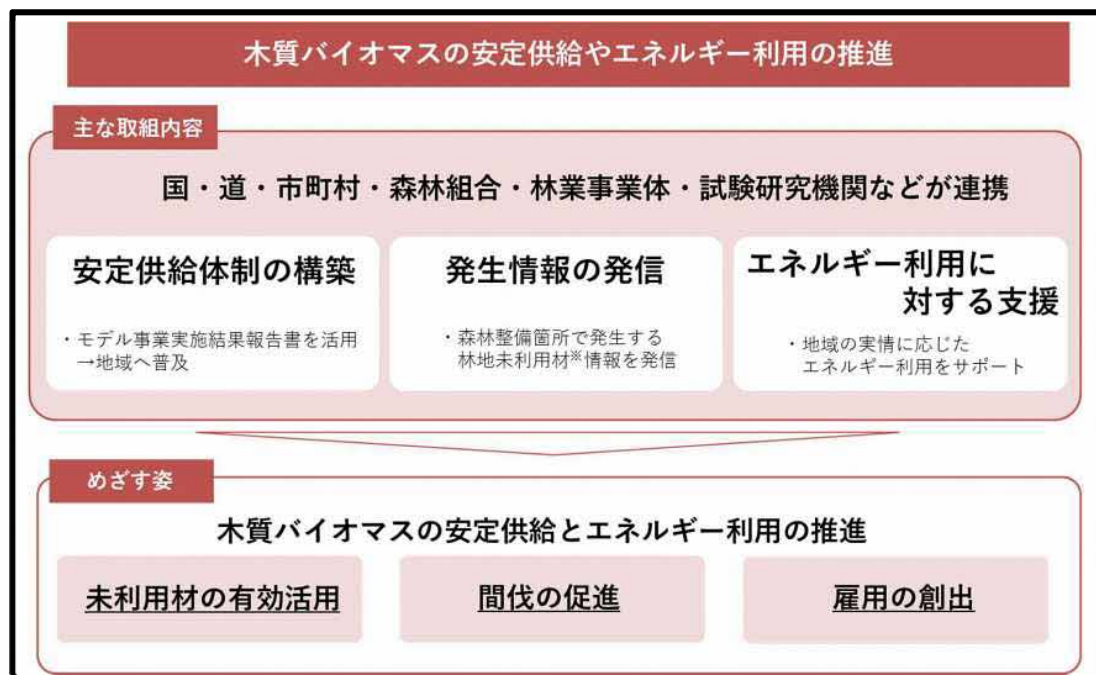 木質バイオマスの安定供給やエネルギー利用の推進
主な取組内容
国・道・市町村・森林組合・林業事業体・試験研究機関などが連携
安定供給体制の構築
・モデル事業実施結果報告書を活用
→地域へ普及
発生情報の発信
・森林整備箇所で発生する
林地未利用材※情報を発信
エネルギー利用に
対する支援
・地域の実情に応じた
エネルギー利用をサポート
めざす姿
木質バイオマスの安定供給とエネルギー利用の推進
未利用材の有効活用
間伐の促進
雇用の創出